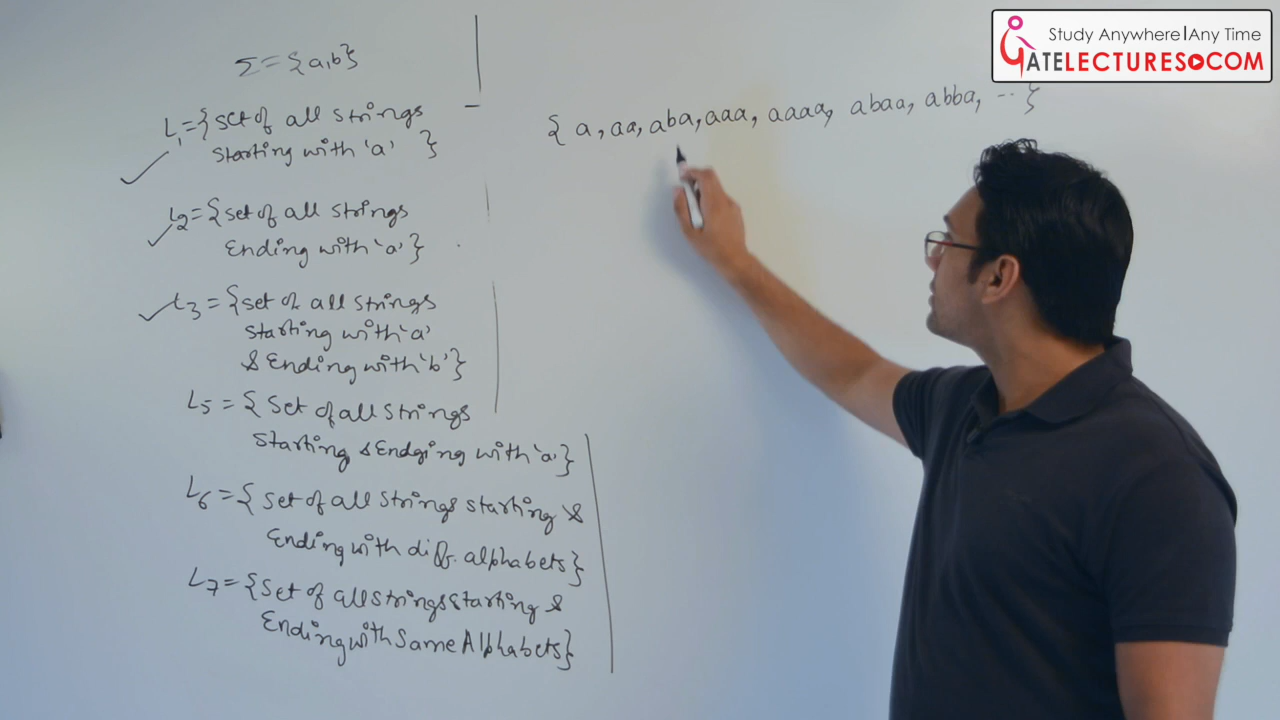 Study Anywhere|Any Time
GATELECTURES.COM
Σ = {a,b}
L1={set of all strings
starting with 'a' }
L2={set of all strings
Ending with 'a'}
L3={set of all strings
starting with 'a'
& Ending with 'b'}
L5 = { Set of all strings
starting & Endging with 'a'}
L6={ set of all strings starting &
Ending with diff. alphabets}
L7={Set of all strings starting &
Ending with Same Alphabets}
{ a, aa, aba, aaa, aaaa, abaa, abba, ... }